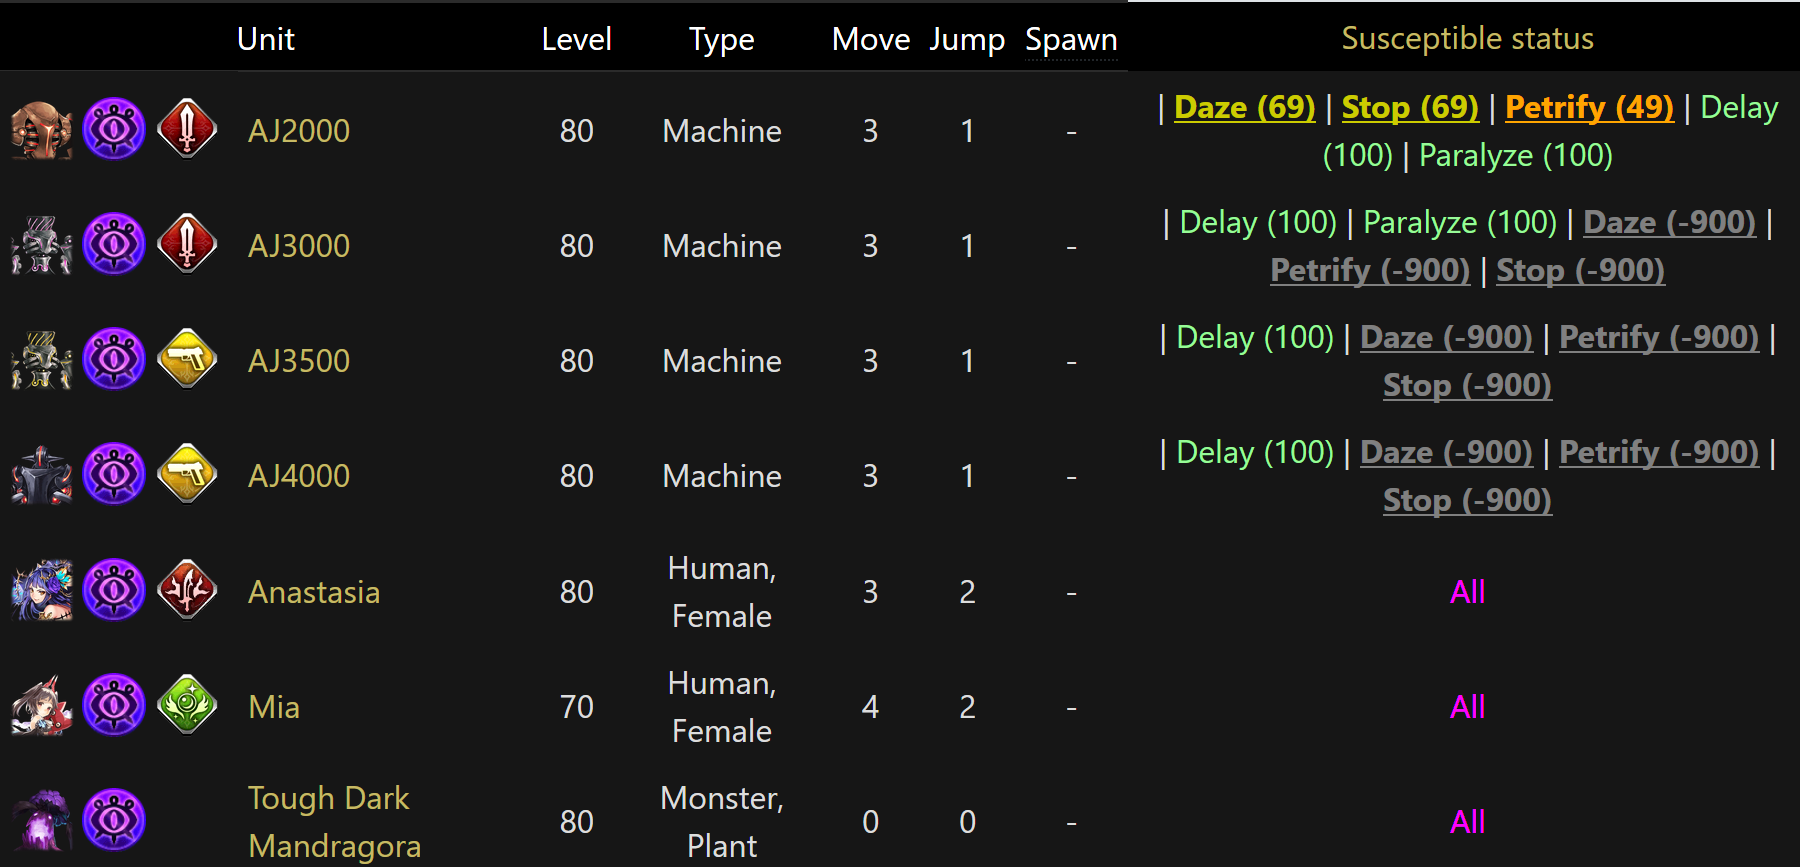 Unit Level Type Move Jump Spawn Susceptible status
AJ2000 80 Machine 3 1 - | Daze (69) | Stop (69) | Petrify (49) | Delay
(100) | Paralyze (100)
AJ3000 80 Machine 3 1 - | Delay (100) | Paralyze (100) | Daze (-900) |
Petrify (-900) | Stop (-900)
AJ3500 80 Machine 3 1 - | Delay (100) | Daze (-900) | Petrify (-900) |
Stop (-900)
AJ4000 80 Machine 3 1 - | Delay (100) | Daze (-900) | Petrify (-900) |
Stop (-900)
Anastasia 80 Human,
Female 3 2 - All
Mia 70 Human,
Female 4 2 - All
Tough Dark
Mandragora 80 Monster,
Plant 0 0 - All